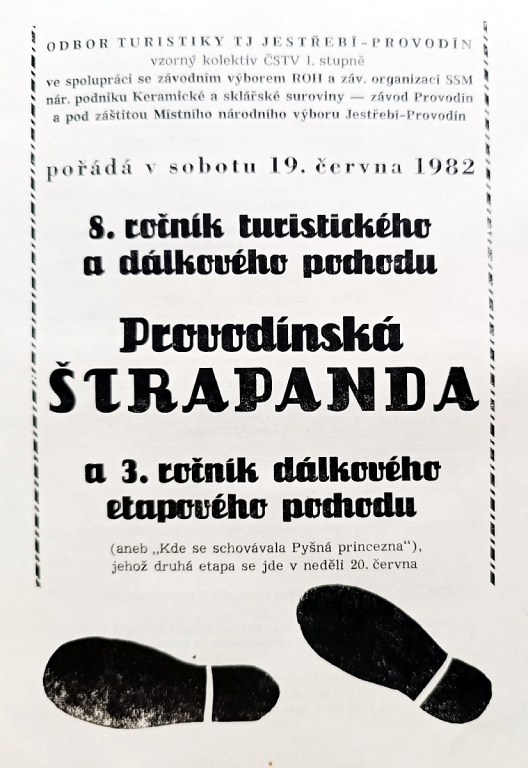 ODBOR TURISTIKY TJ JESTŘEBÍ-PROVODÍN
vzorný kolektiv ČSTV I. stupně
ve spolupráci se závodním výborem ROH a záv. organizací SSM
nár. podniku Keramické a sklářské suroviny — závod Provodín
a pod záštitou Místního národního výboru Jestřebí-Provodín
pořádá v sobotu 19. června 1982
8. ročník turistického
a dálkového pochodu
Provodínská
ŠTRAPANDA
a 3. ročník dálkového
etapového pochodu
(aneb „Kde se schovávala Pyšná princezna“),
jehož druhá etapa se jde v neděli 20. června